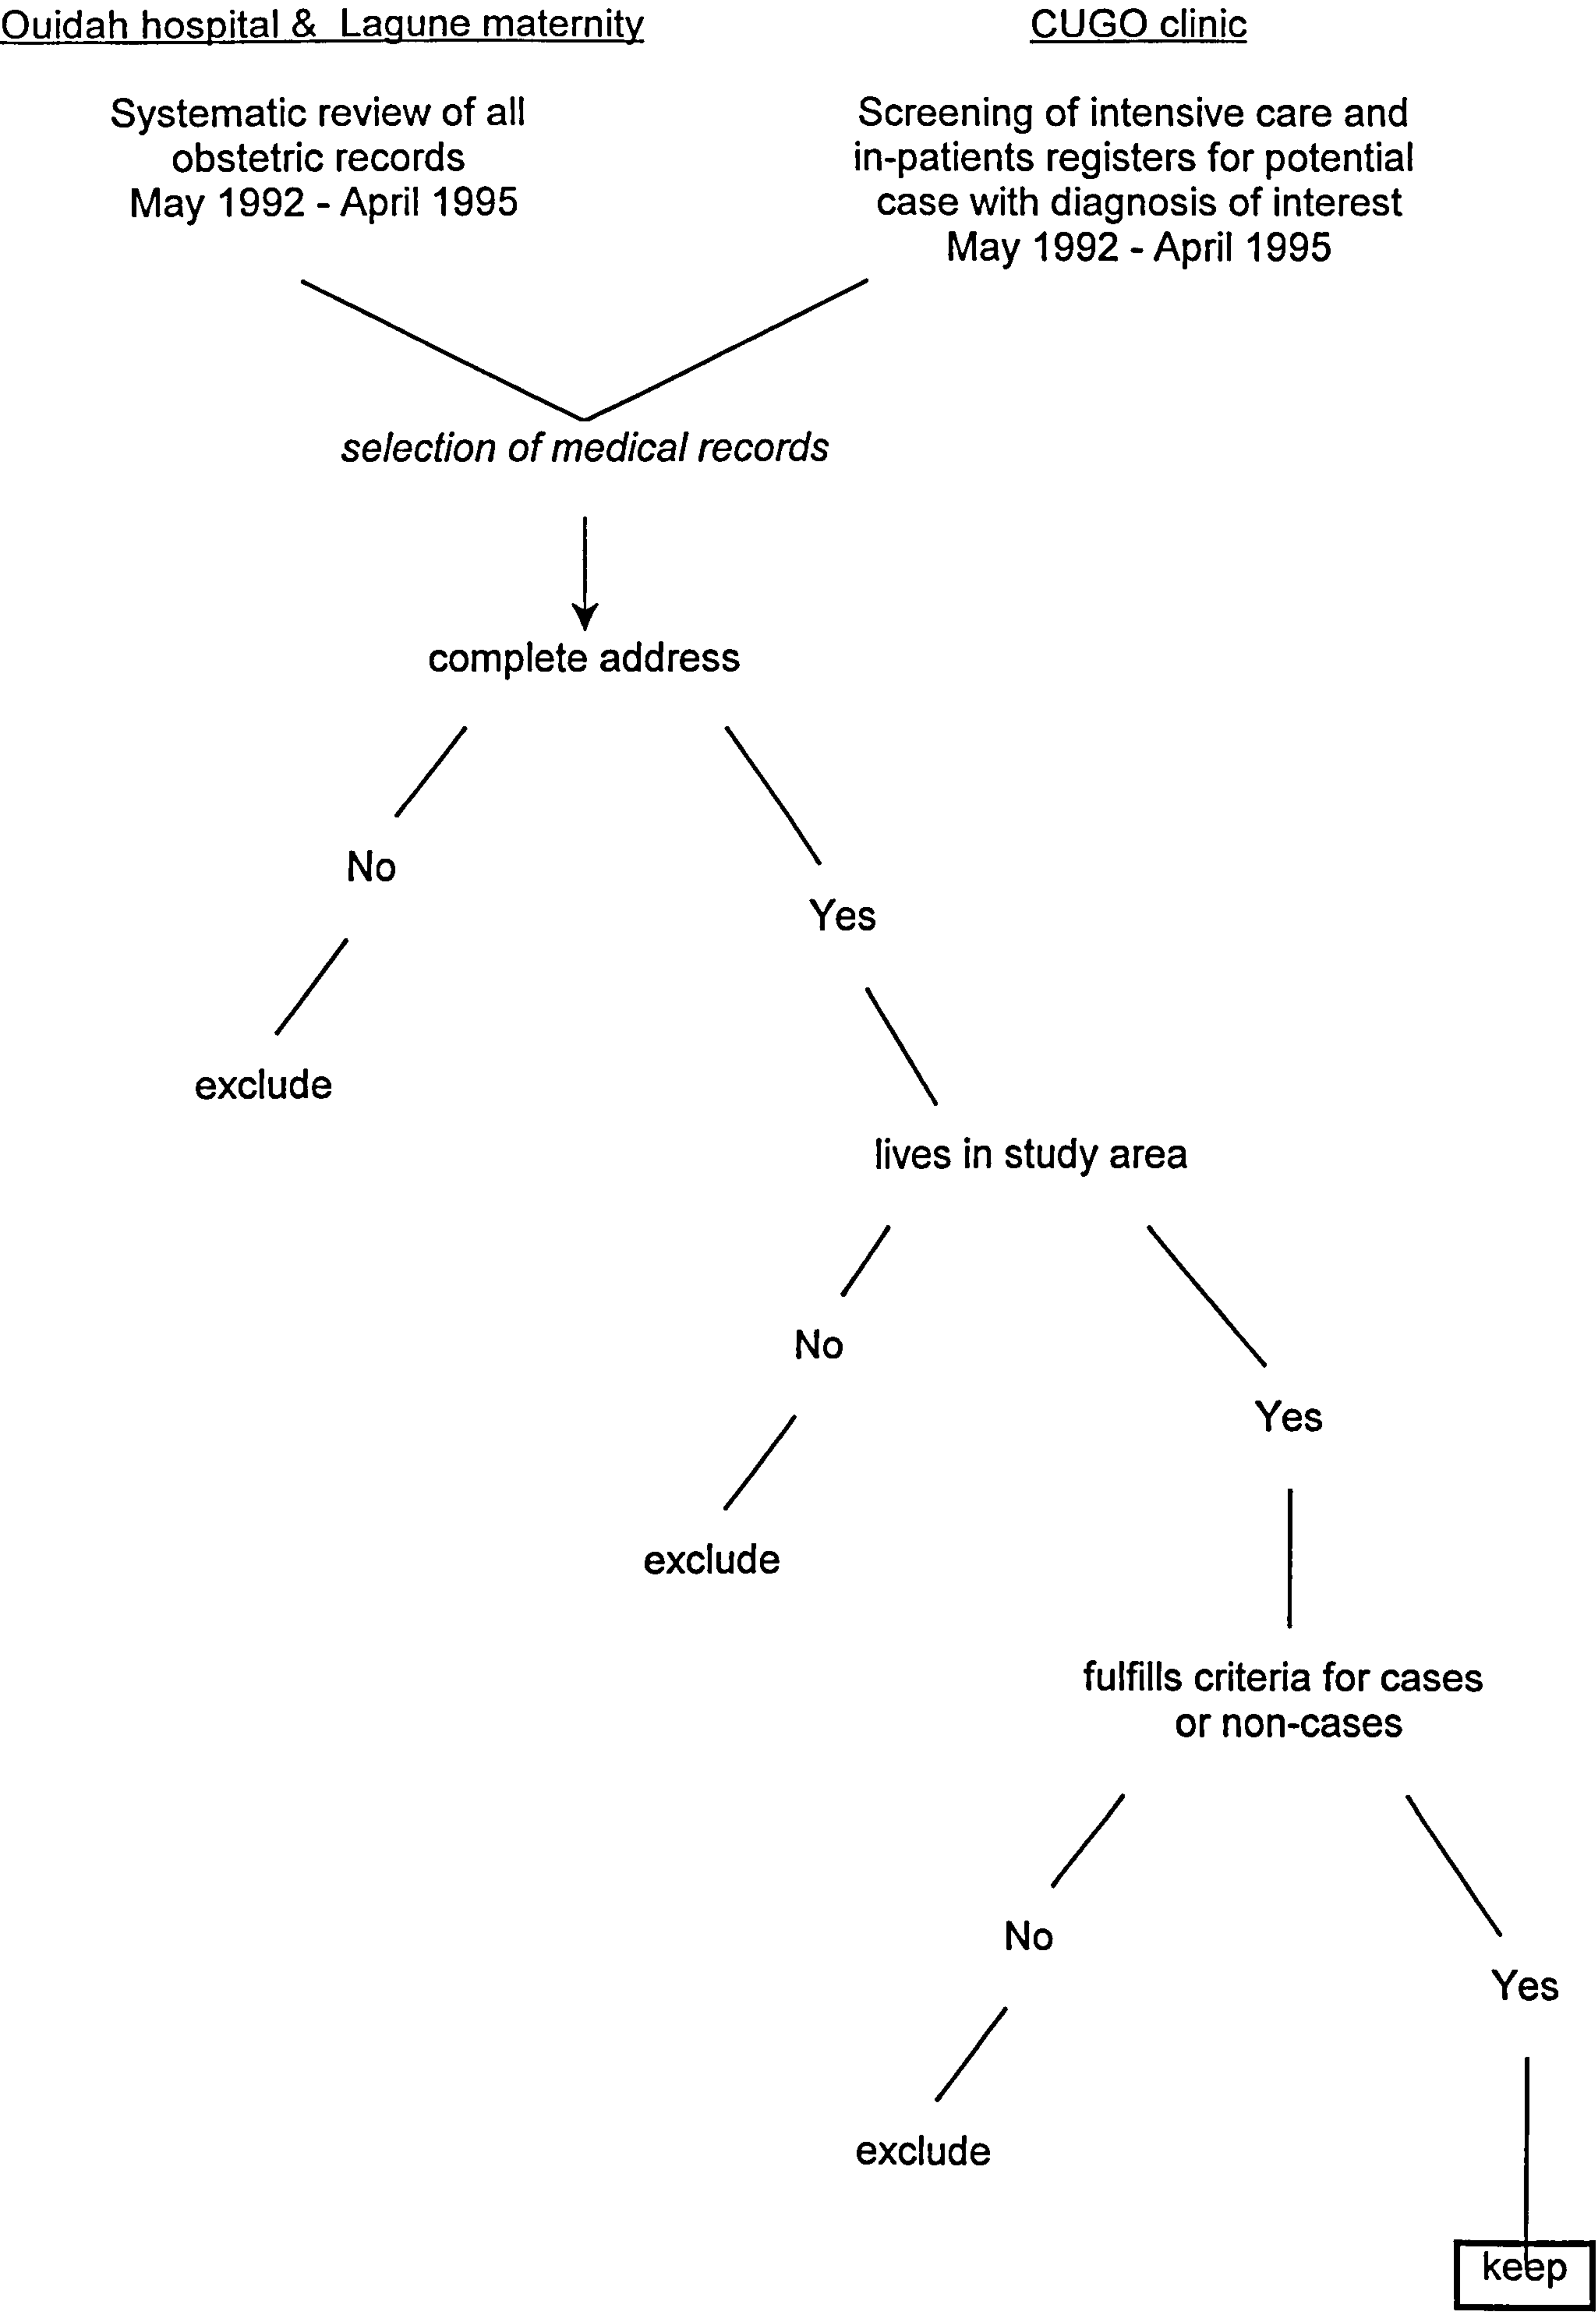 Ouidah hospital & Lagune maternity
Systematic review of all
obstetric records
May 1992 - April 1995
CUGO clinic
Screening of intensive care and
in-patients registers for potential
case with diagnosis of interest
May 1992 - April 1995
selection of medical records
complete address
No
Yes
exclude
lives in study area
No
Yes
exclude
fulfills criteria for cases
or non-cases
No
Yes
exclude
keep